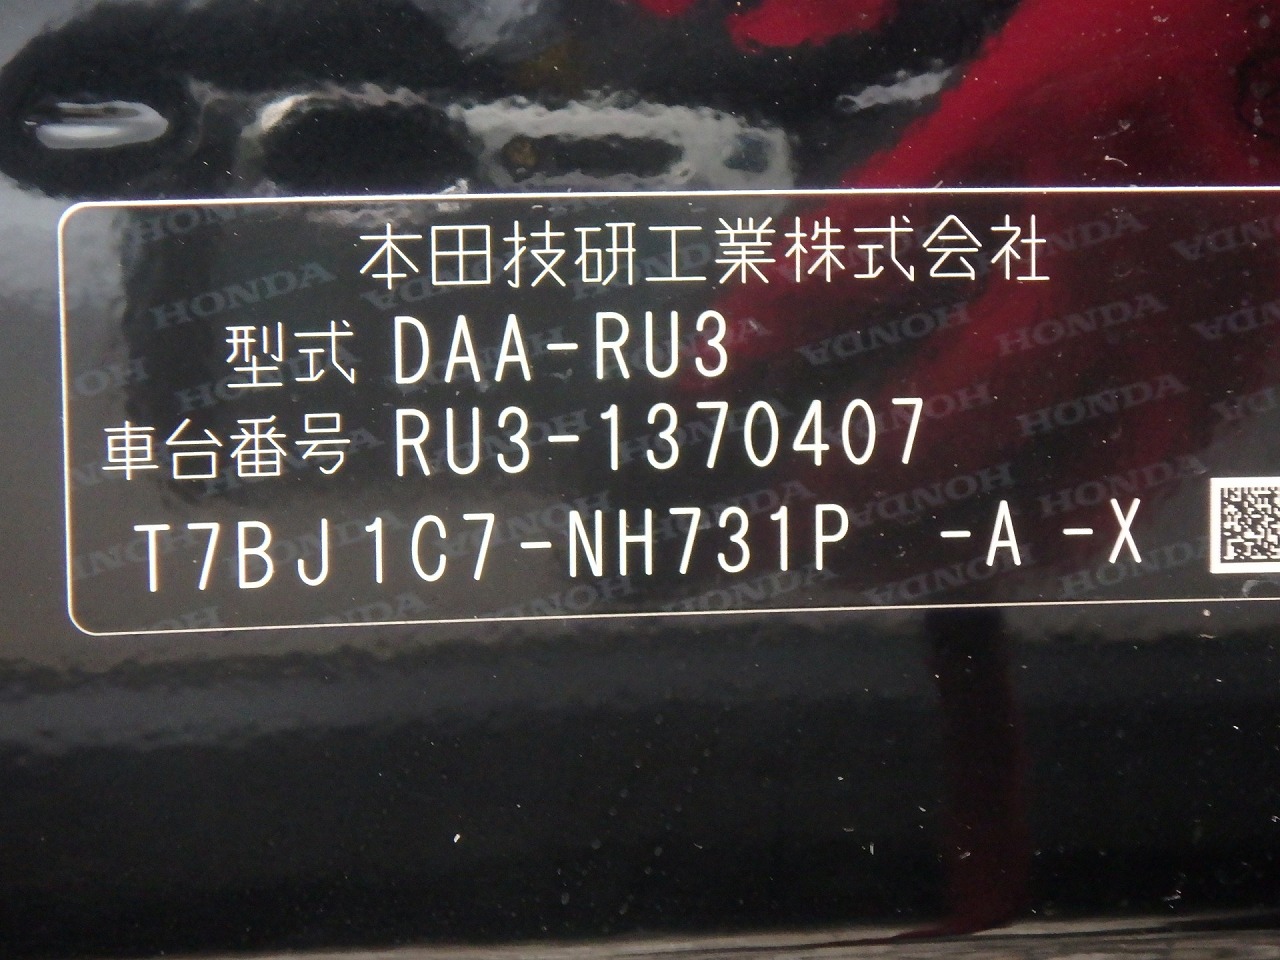 本田技研工業株式会社
型式 DAA-RU3
車台番号 RU3-1370407
T7BJ1C7-NH731P -A -X